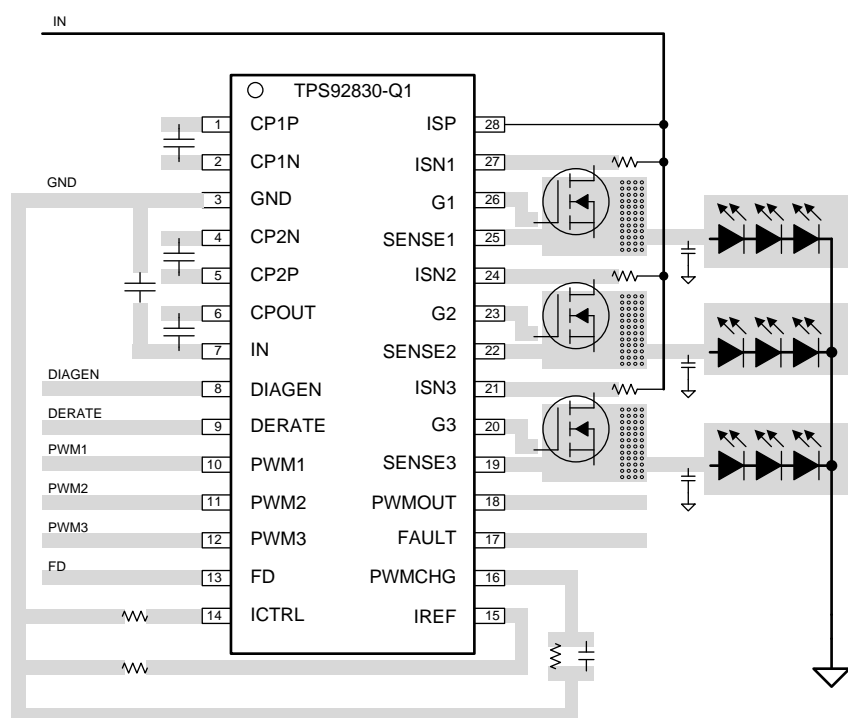 IN
TPS92830-Q1
1 CP1P ISP 28
2 CP1N ISN1 27
GND
3 GND G1 26
4 CP2N SENSE1 25
5 CP2P ISN2 24
6 CPOUT G2 23
7 IN SENSE2 22
DIAGEN
8 DIAGEN ISN3 21
DERATE
9 DERATE G3 20
PWM1
10 PWM1 SENSE3 19
PWM2
11 PWM2 PWMOUT 18
PWM3
12 PWM3 FAULT 17
FD
13 FD PWMCHG 16
14 ICTRL IREF 15